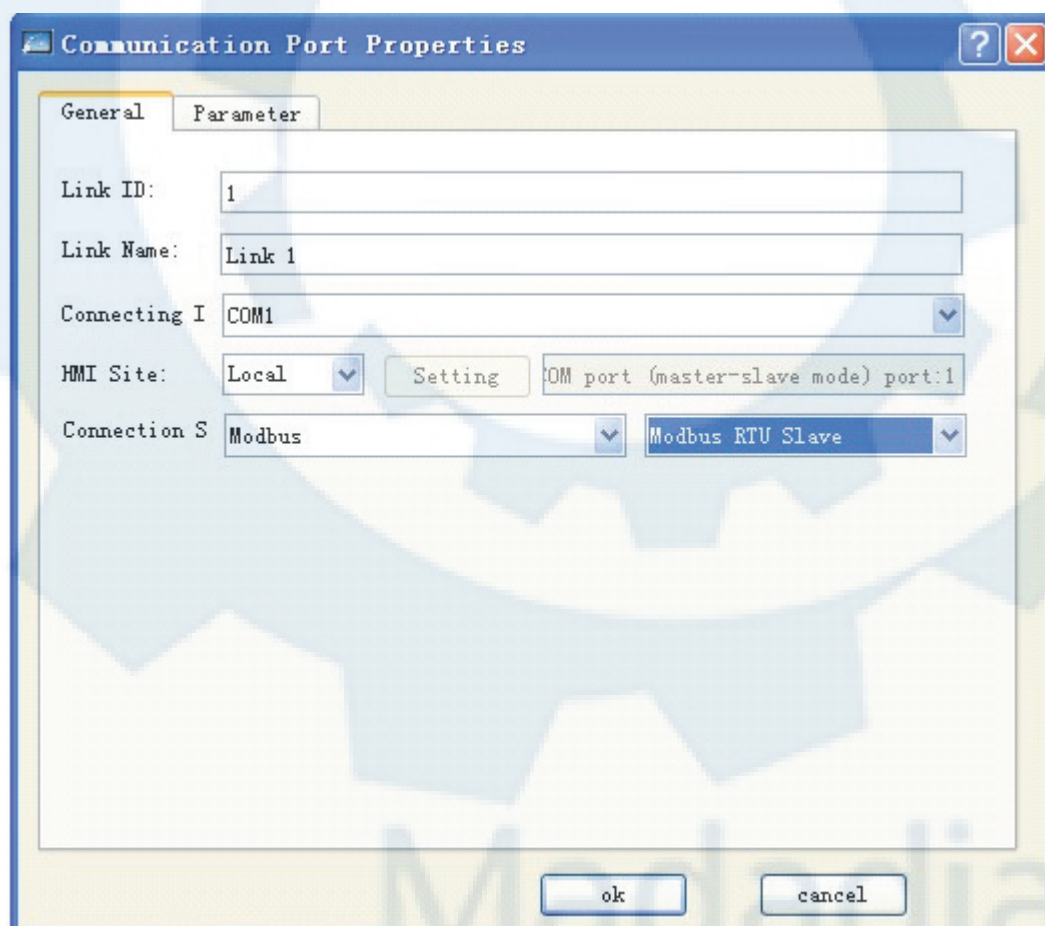 Communication Port Properties
General Parameter
Link ID: 1
Link Name: Link 1
Connecting I COM1
HMI Site: Local Setting COM port (master-slave mode) port:1
Connection S Modbus Modbus RTU Slave
ok cancel